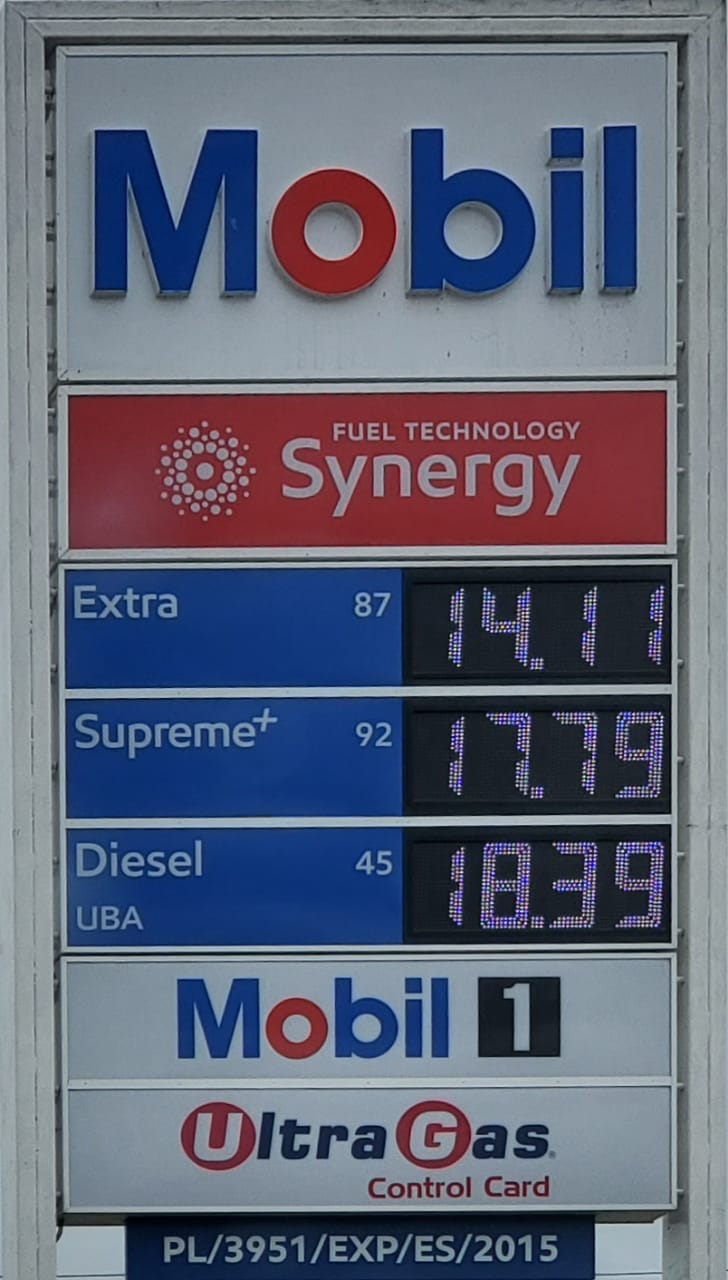 Mobil
FUEL TECHNOLOGY
Synergy
Extra 87 14.11
Supreme+ 92 17.79
Diesel 45 18.39
UBA
Mobil 1
UltraGas
Control Card
PL/3951/EXP/ES/2015